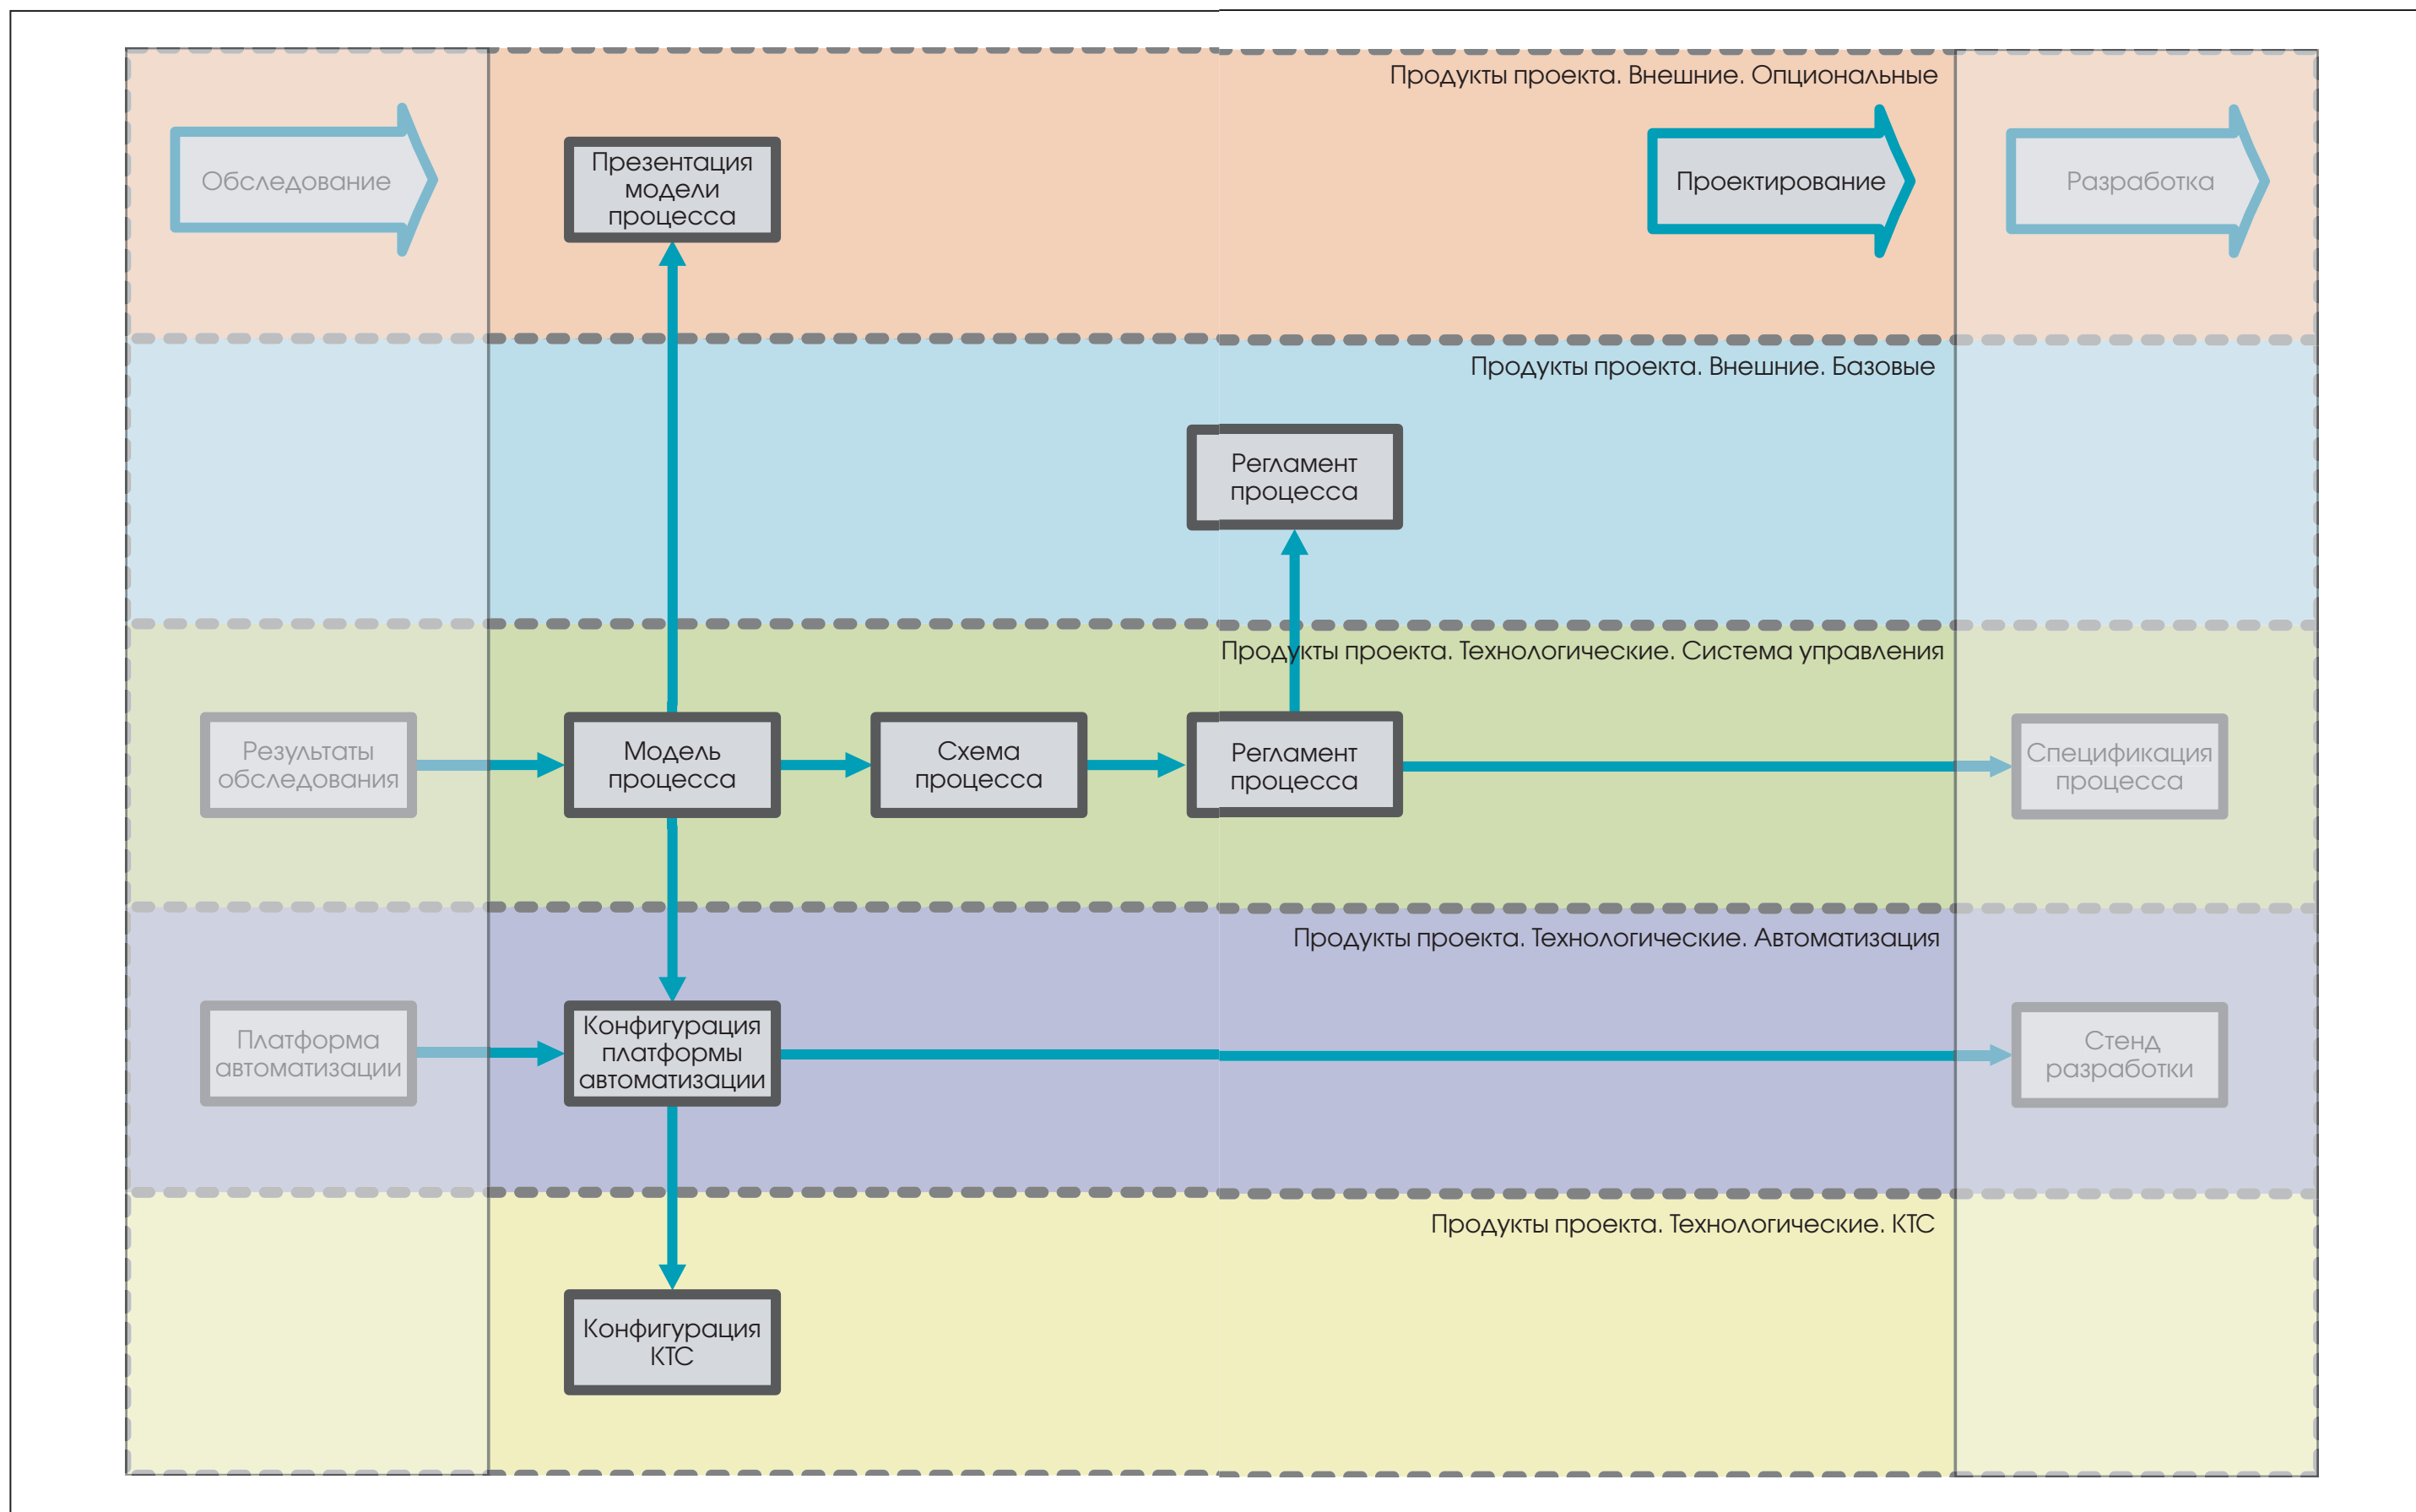 Продукты проекта. Внешние. Опциональные
Обследование
Презентация
модели
процесса
Проектирование
Разработка
Продукты проекта. Внешние. Базовые
Регламент
процесса
Продукты проекта. Технологические. Система управления
Результаты
обследования
Модель
процесса
Схема
процесса
Регламент
процесса
Спецификация
процесса
Продукты проекта. Технологические. Автоматизация
Платформа
автоматизации
Конфигурация
платформы
автоматизации
Стенд
разработки
Продукты проекта. Технологические. КТС
Конфигурация
КТС